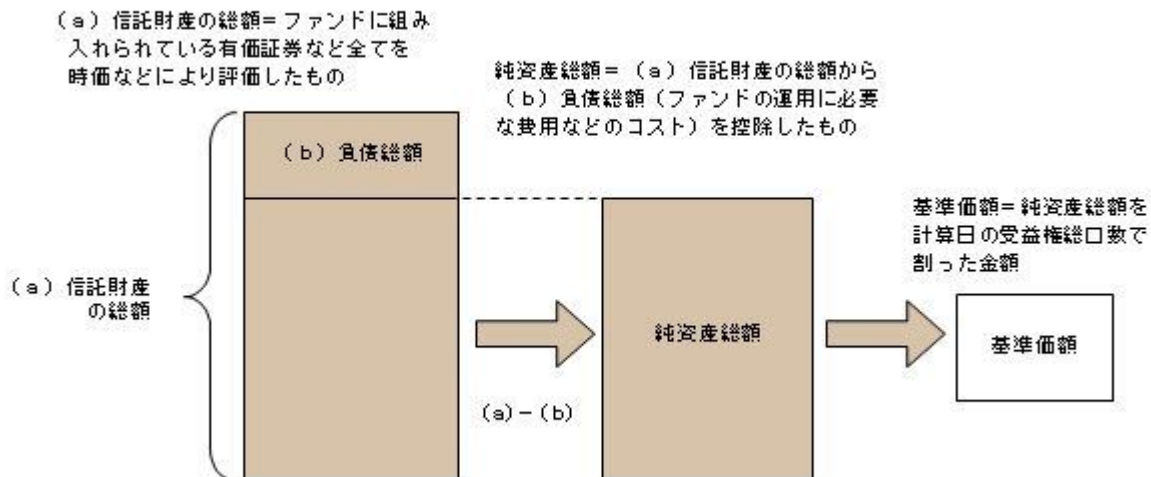 (a)信託財産の総額=ファンドに組み
入れられている有価証券など全てを
時価などにより評価したもの
純資産総額=(a)信託財産の総額から
(b)負債総額(ファンドの運用に必要
な費用などのコスト)を控除したもの
(b)負債総額
基準価額=純資産総額を
計算日の受益権総口数で
割った金額
(a)信託財産
の総額
純資産総額
基準価額
(a)-(b)